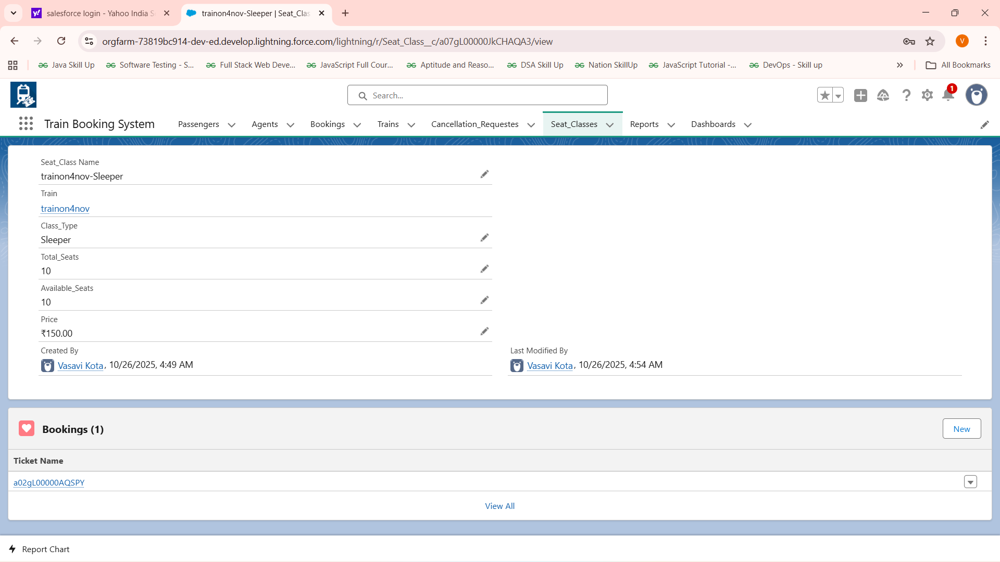 salesforce login - Yahoo India S
trainon4nov-Sleeper | Seat_Clas
orgfarm-73819bc914-dev-ed.develop.lightning.force.com/lightning/r/Seat_Class__c/a07gL00000JkCHAQA3/view
V
Java Skill Up
Software Testing - S...
Full Stack Web Deve...
JavaScript Full Cour...
Aptitude and Reaso...
DSA Skill Up
Nation SkillUp
JavaScript Tutorial -...
DevOps - Skill up
All Bookmarks
Search...
1
Train Booking System
Passengers
Agents
Bookings
Trains
Cancellation_Requestes
Seat_Classes
Reports
Dashboards
Seat_Class Name
trainon4nov-Sleeper
Train
trainon4nov
Class_Type
Sleeper
Total_Seats
10
Available_Seats
10
Price
₹150.00
Created By
Vasavi Kota, 10/26/2025, 4:49 AM
Last Modified By
Vasavi Kota, 10/26/2025, 4:54 AM
Bookings (1)
New
Ticket Name
a02gL00000AQSPY
View All
Report Chart